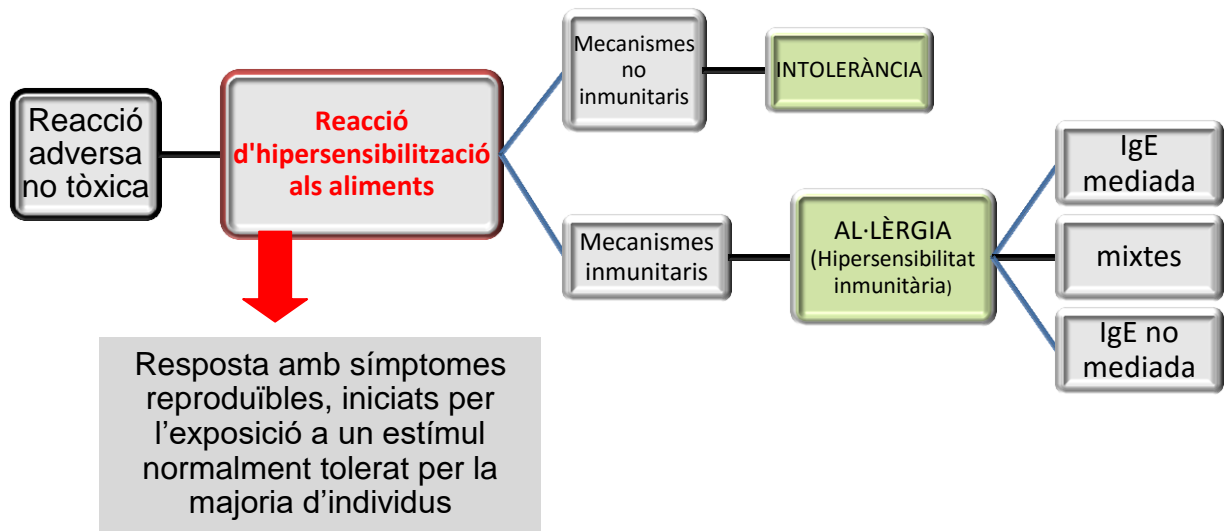 Reacció
adversa
no tòxica
Reacció
d'hipersensibilització
als aliments
Mecanismes
no
inmunitaris
INTOLERÀNCIA
Mecanismes
inmunitaris
AL·LÈRGIA
(Hipersensibilitat
inmunitària)
IgE
mediada
mixtes
IgE no
mediada
Resposta amb símptomes
reproduïbles, iniciats per
l’exposició a un estímul
normalment tolerat per la
majoria d’individus